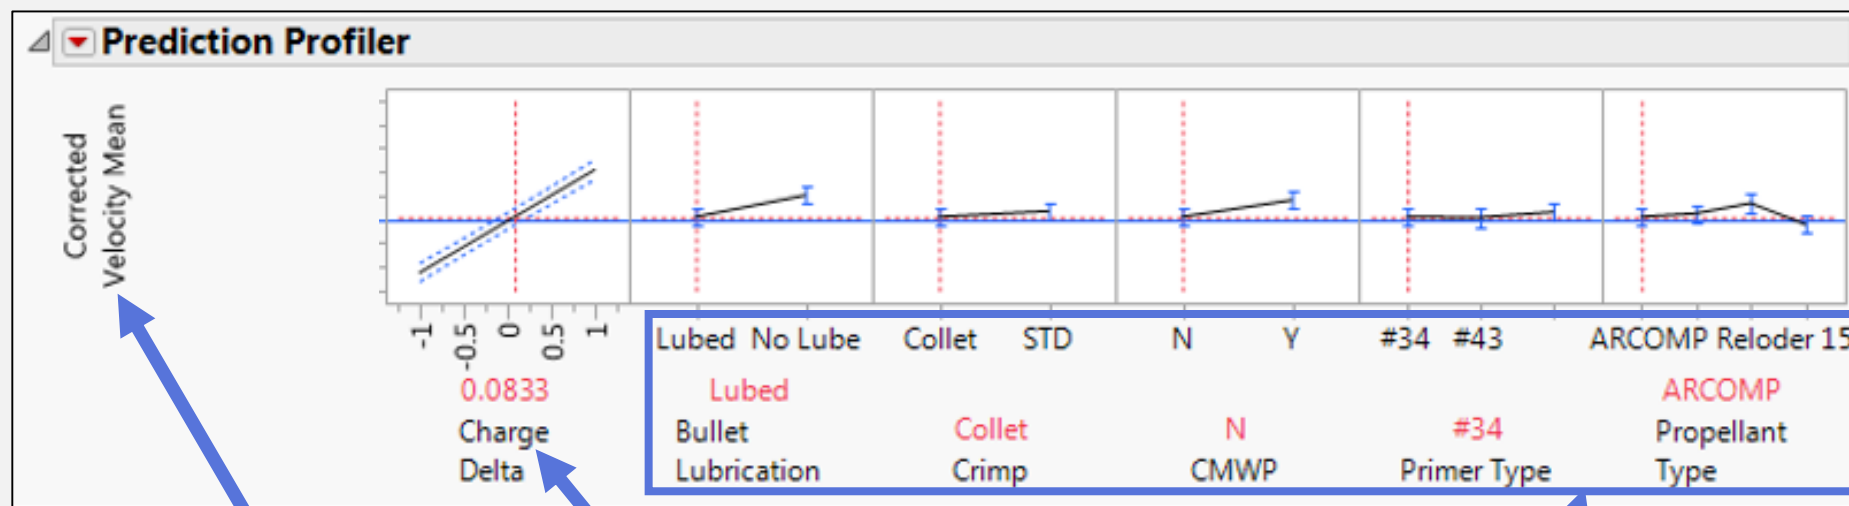 Prediction Profiler
Corrected
Velocity Mean
-1 -0.5 0 0.5 1
Lubed No Lube Collet STD N Y #34 #43 ARCOMP Reloder 15
0.0833 Lubed ARCOMP
Charge Bullet Collet N #34 Propellant
Delta Lubrication Crimp CMWP Primer Type Type